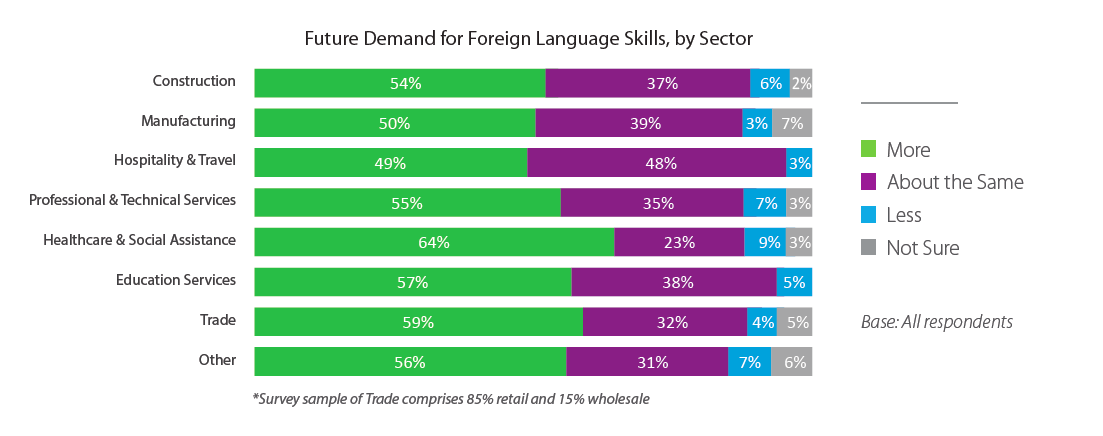 Future Demand for Foreign Language Skills, by Sector
Construction 54% 37% 6% 2%
Manufacturing 50% 39% 3% 7%
Hospitality & Travel 49% 48% 3%
Professional & Technical Services 55% 35% 7% 3%
Healthcare & Social Assistance 64% 23% 9% 3%
Education Services 57% 38% 5%
Trade 59% 32% 4% 5%
Other 56% 31% 7% 6%
*Survey sample of Trade comprises 85% retail and 15% wholesale
More
About the Same
Less
Not Sure
Base: All respondents